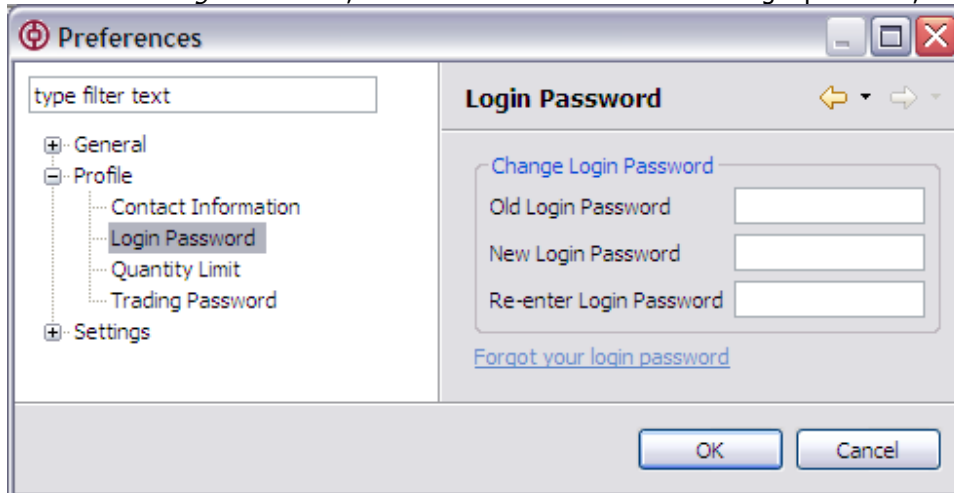 Preferences
type filter text
General
Profile
Contact Information
Login Password
Quantity Limit
Trading Password
Settings
Login Password
Change Login Password
Old Login Password
New Login Password
Re-enter Login Password
Forgot your login password
OK
Cancel